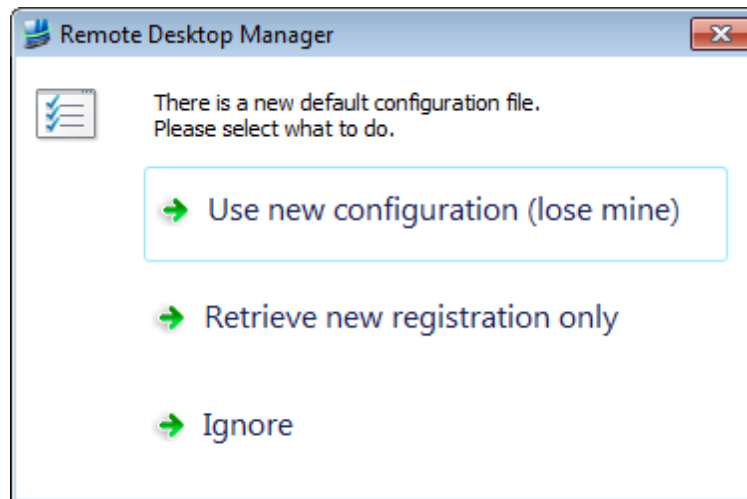 Remote Desktop Manager
There is a new default configuration file.
Please select what to do.
Use new configuration (lose mine)
Retrieve new registration only
Ignore